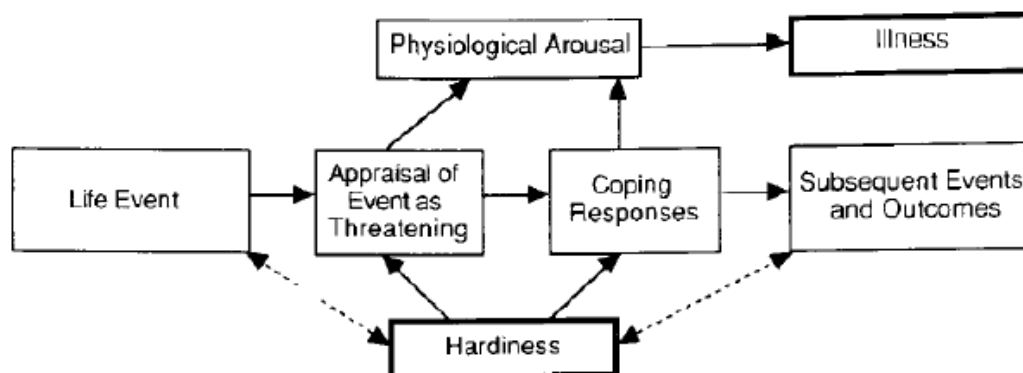 Physiological Arousal
Illness
Life Event
Appraisal of
Event as
Threatening
Coping
Responses
Subsequent Events
and Outcomes
Hardiness